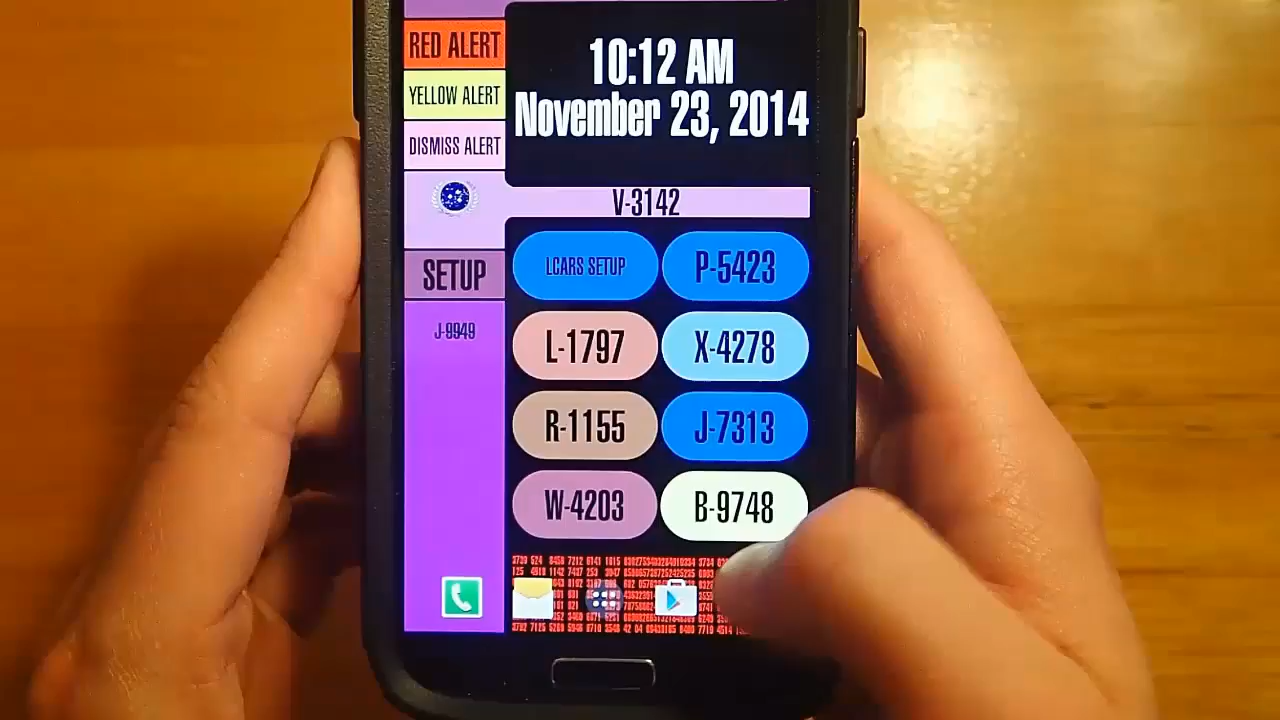 RED ALERT
YELLOW ALERT
DISMISS ALERT
10:12 AM
November 23, 2014
V-3142
SETUP
J-9949
LCARS SETUP
P-5423
L-1797
X-4278
R-1155
J-7313
W-4203
B-9748